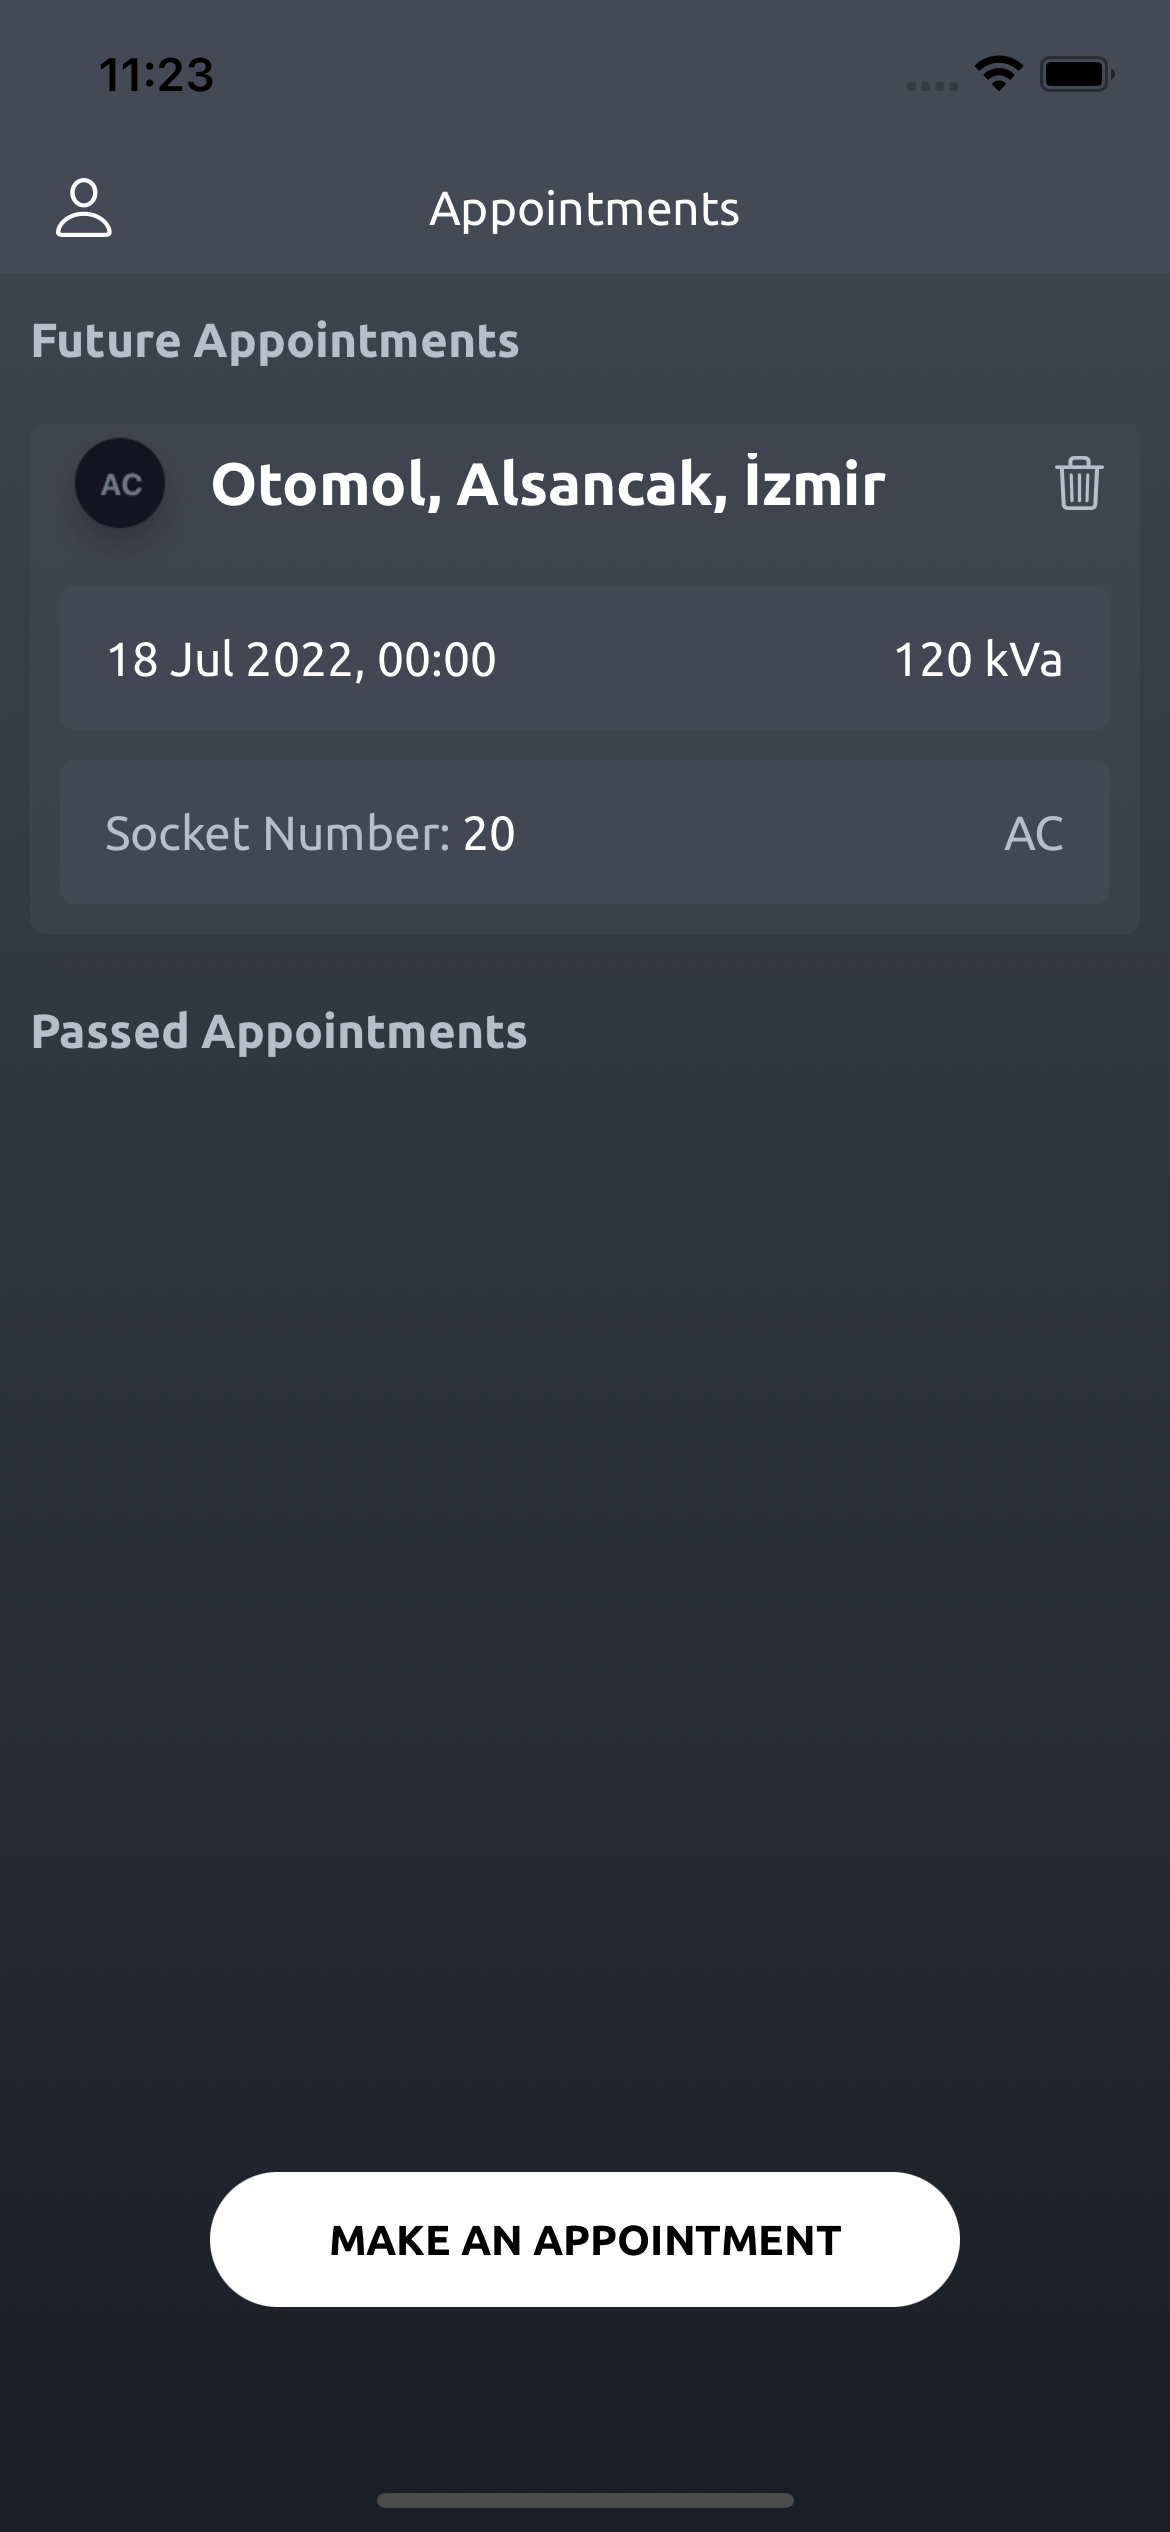 11:23
Appointments
Future Appointments
AC
Otomol, Alsancak, İzmir
18 Jul 2022, 00:00
120 kVa
Socket Number: 20
AC
Passed Appointments
MAKE AN APPOINTMENT